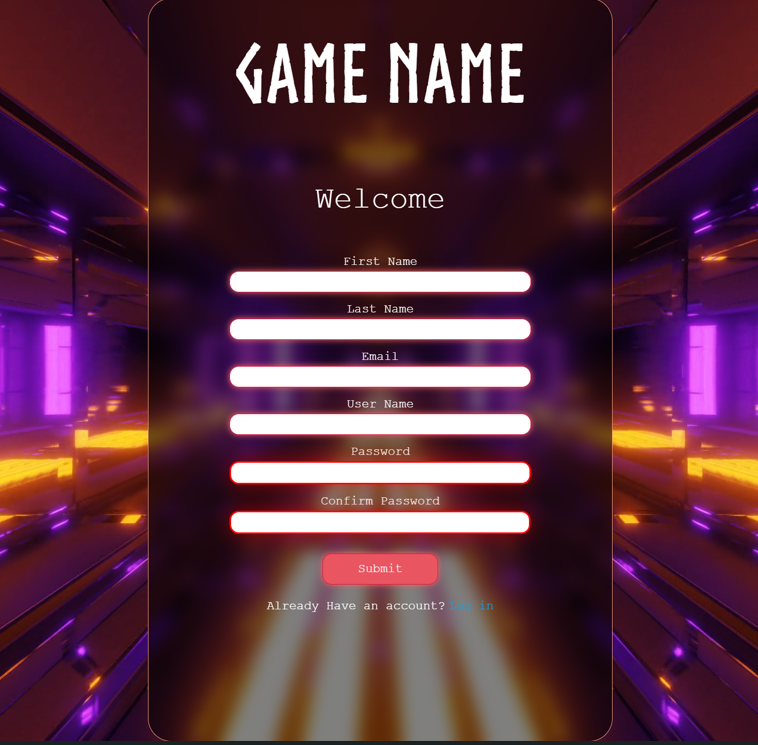 GAME NAME
Welcome
First Name
Last Name
Email
User Name
Password
Confirm Password
Submit
Already Have an account? Log in